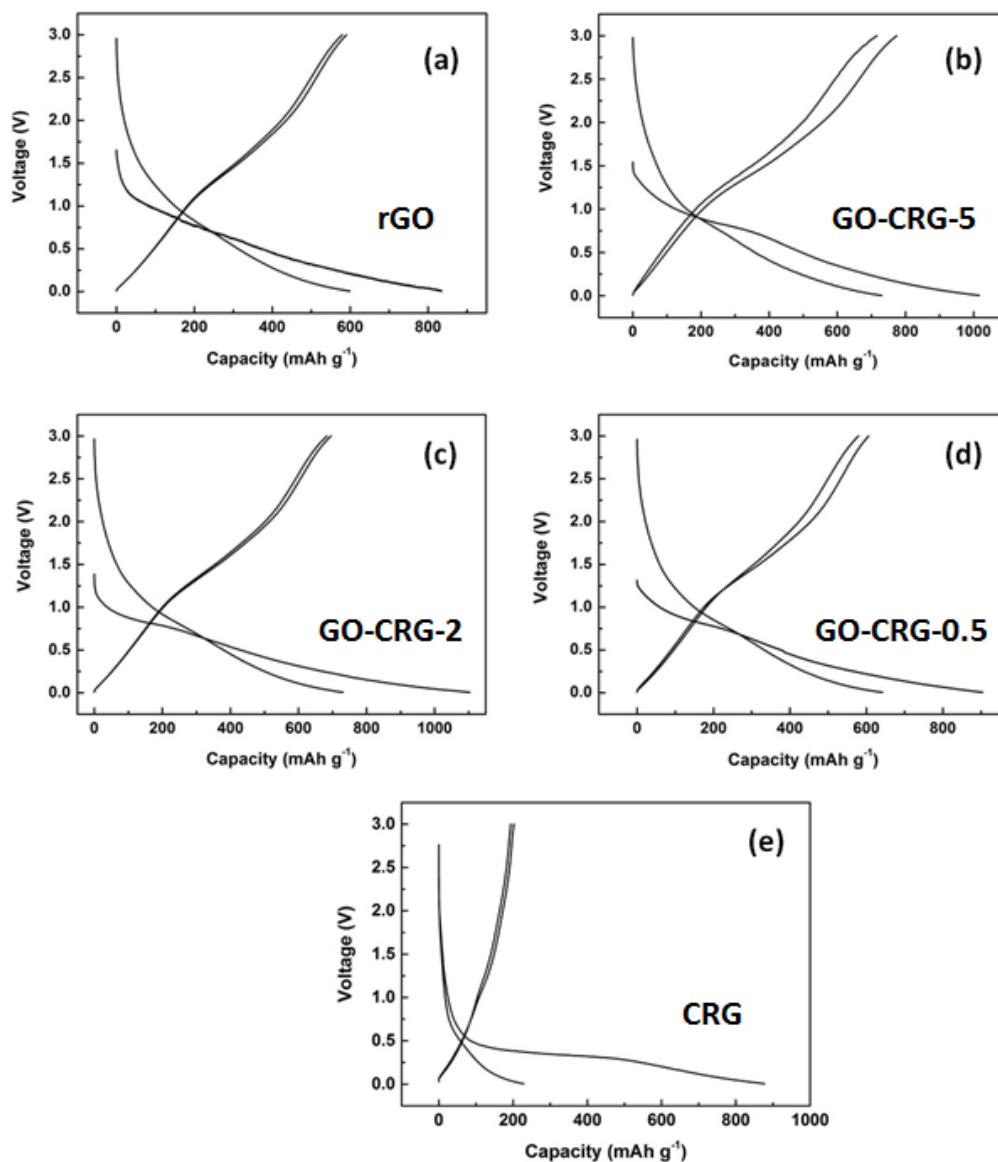 (a)
rGO
3.0
2.5
2.0
1.5
1.0
0.5
0.0
Voltage (V)
0 200 400 600 800
Capacity (mAh g⁻¹)
(b)
GO-CRG-5
3.0
2.5
2.0
1.5
1.0
0.5
0.0
Voltage (V)
0 200 400 600 800 1000
Capacity (mAh g⁻¹)
(c)
GO-CRG-2
3.0
2.5
2.0
1.5
1.0
0.5
0.0
Voltage (V)
0 200 400 600 800 1000
Capacity (mAh g⁻¹)
(d)
GO-CRG-0.5
3.0
2.5
2.0
1.5
1.0
0.5
0.0
Voltage (V)
0 200 400 600 800
Capacity (mAh g⁻¹)
(e)
CRG
3.0
2.5
2.0
1.5
1.0
0.5
0.0
Voltage (V)
0 200 400 600 800 1000
Capacity (mAh g⁻¹)